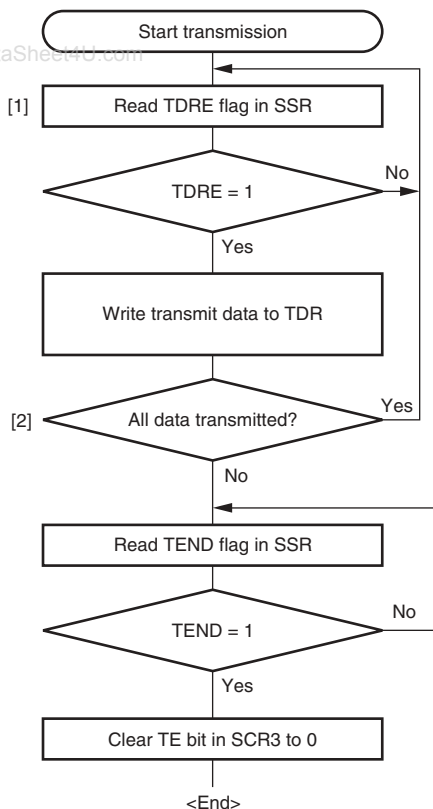 Start transmission
aSheet4U.com
[1] Read TDRE flag in SSR
No
TDRE = 1
Yes
Write transmit data to TDR
Yes
[2] All data transmitted?
No
Read TEND flag in SSR
No
TEND = 1
Yes
Clear TE bit in SCR3 to 0
<End>